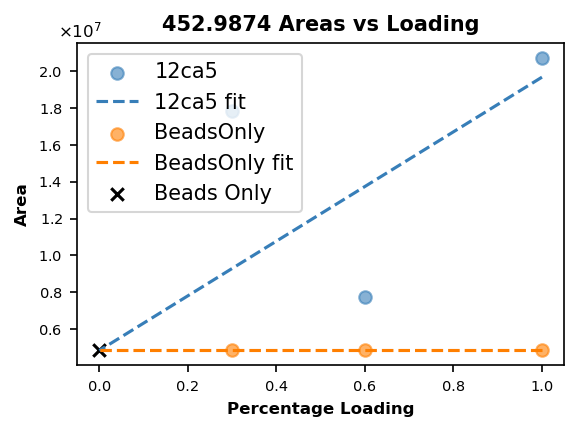 452.9874 Areas vs Loading
×10⁷
12ca5
12ca5 fit
BeadsOnly
BeadsOnly fit
Beads Only
2.0
1.8
1.6
1.4
1.2
1.0
0.8
0.6
Area
0.0 0.2 0.4 0.6 0.8 1.0
Percentage Loading